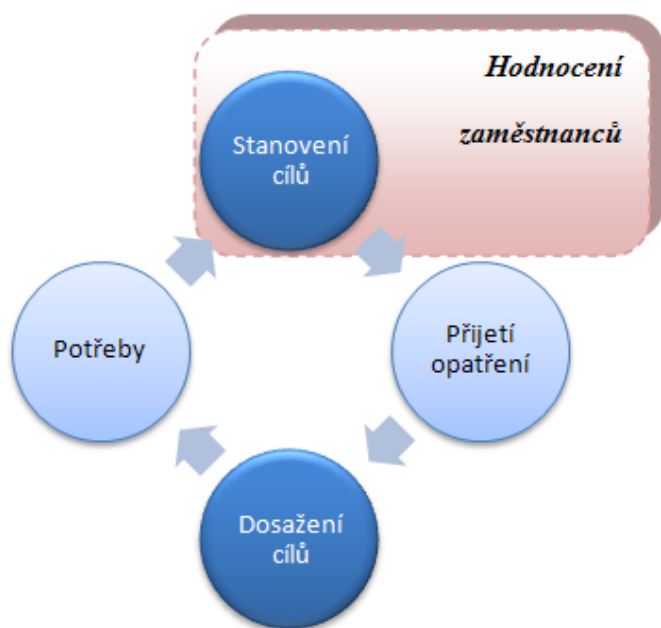 Hodnocení
zaměstnanců
Stanovení
cílů
Potřeby
Přijetí
opatření
Dosažení
cílů